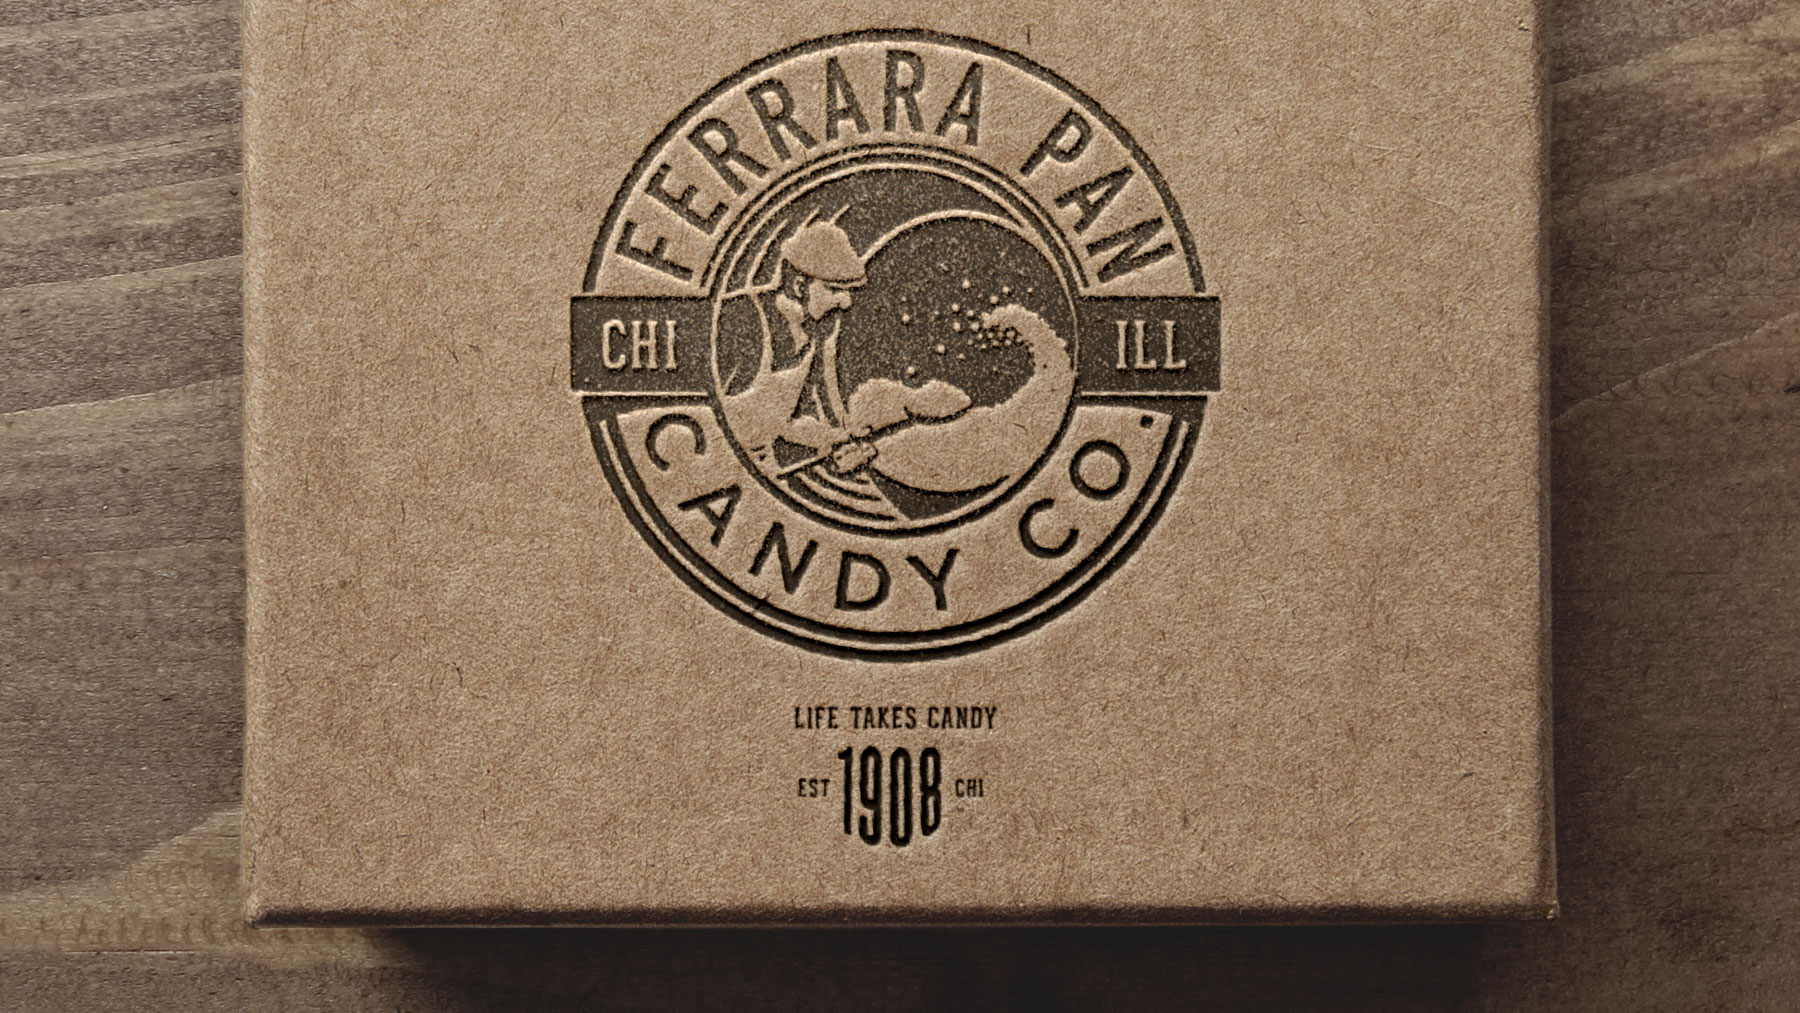 FERRARA PAN
CHI ILL
CANDY CO.
LIFE TAKES CANDY
EST 1908 CHI